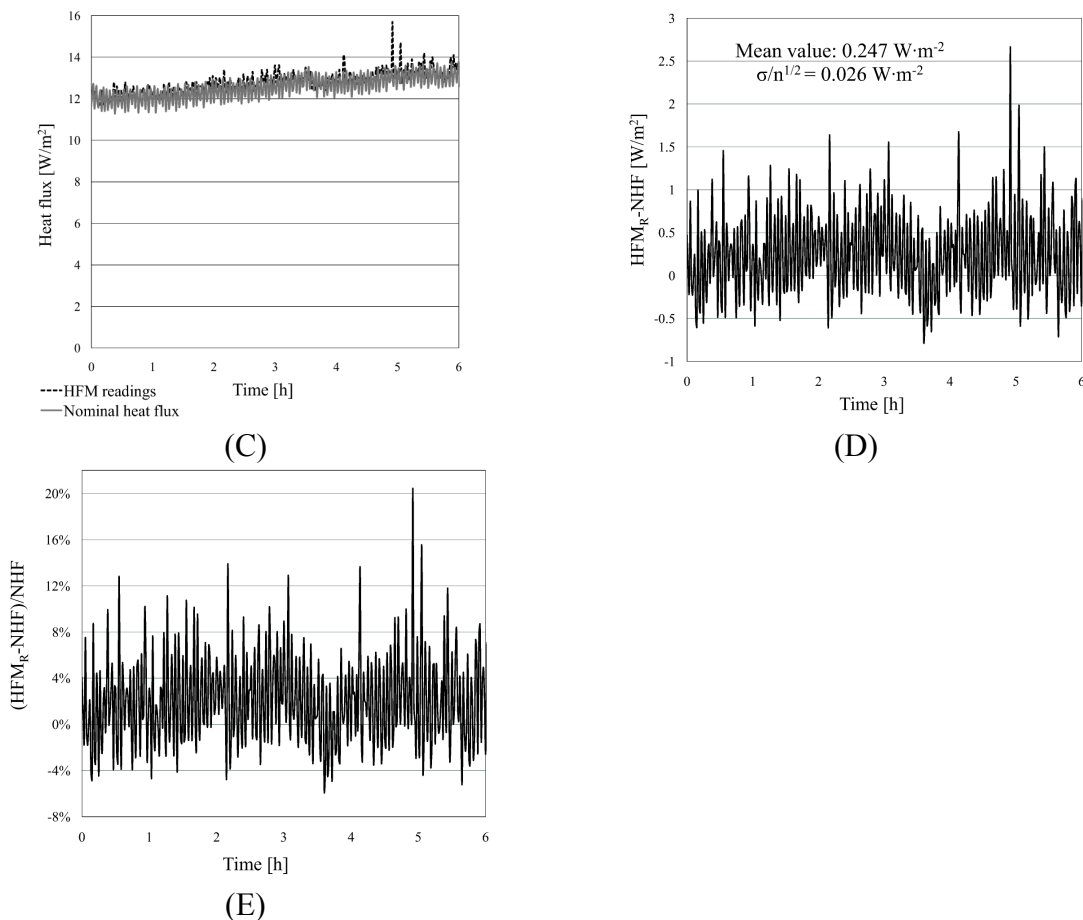 16
14
12
10
8
6
4
2
0
Heat flux [W/m²]
0 1 2 3 4 5 6
Time [h]
HFM readings
Nominal heat flux
(C)
3
2.5
2
1.5
1
0.5
0
-0.5
-1
HFM_R-NHF [W/m²]
Mean value: 0.247 W·m⁻²
σ/n^{1/2} = 0.026 W·m⁻²
0 1 2 3 4 5 6
Time [h]
(D)
20%
16%
12%
8%
4%
0%
-4%
-8%
(HFM_R-NHF)/NHF
0 1 2 3 4 5 6
Time [h]
(E)